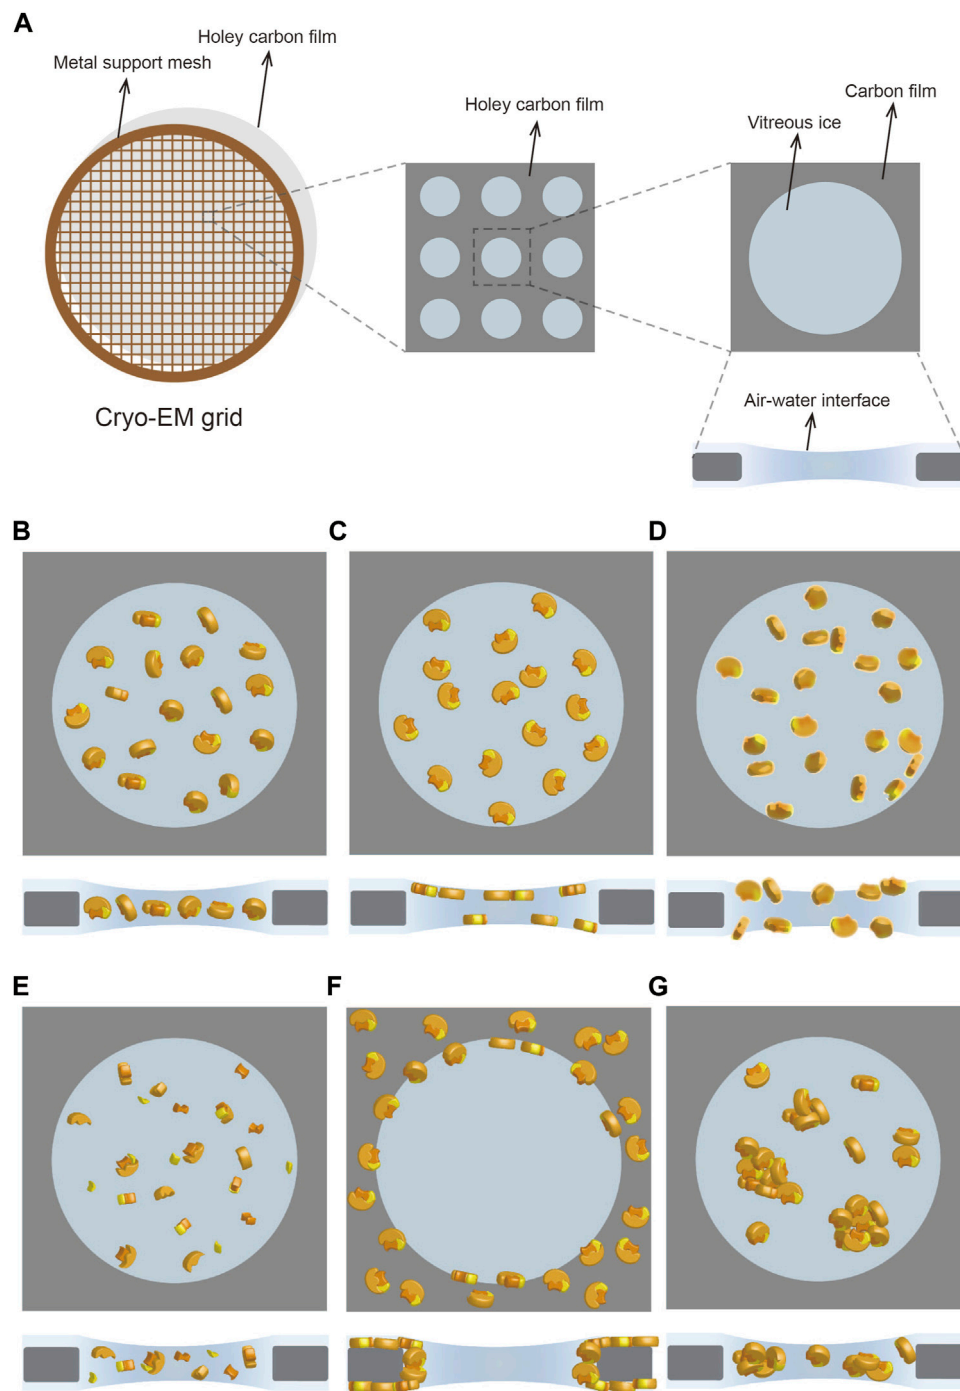 A
Holey carbon film
Metal support mesh
Holey carbon film
Carbon film
Vitreous ice
Cryo-EM grid
Air-water interface
B
C
D
E
F
G